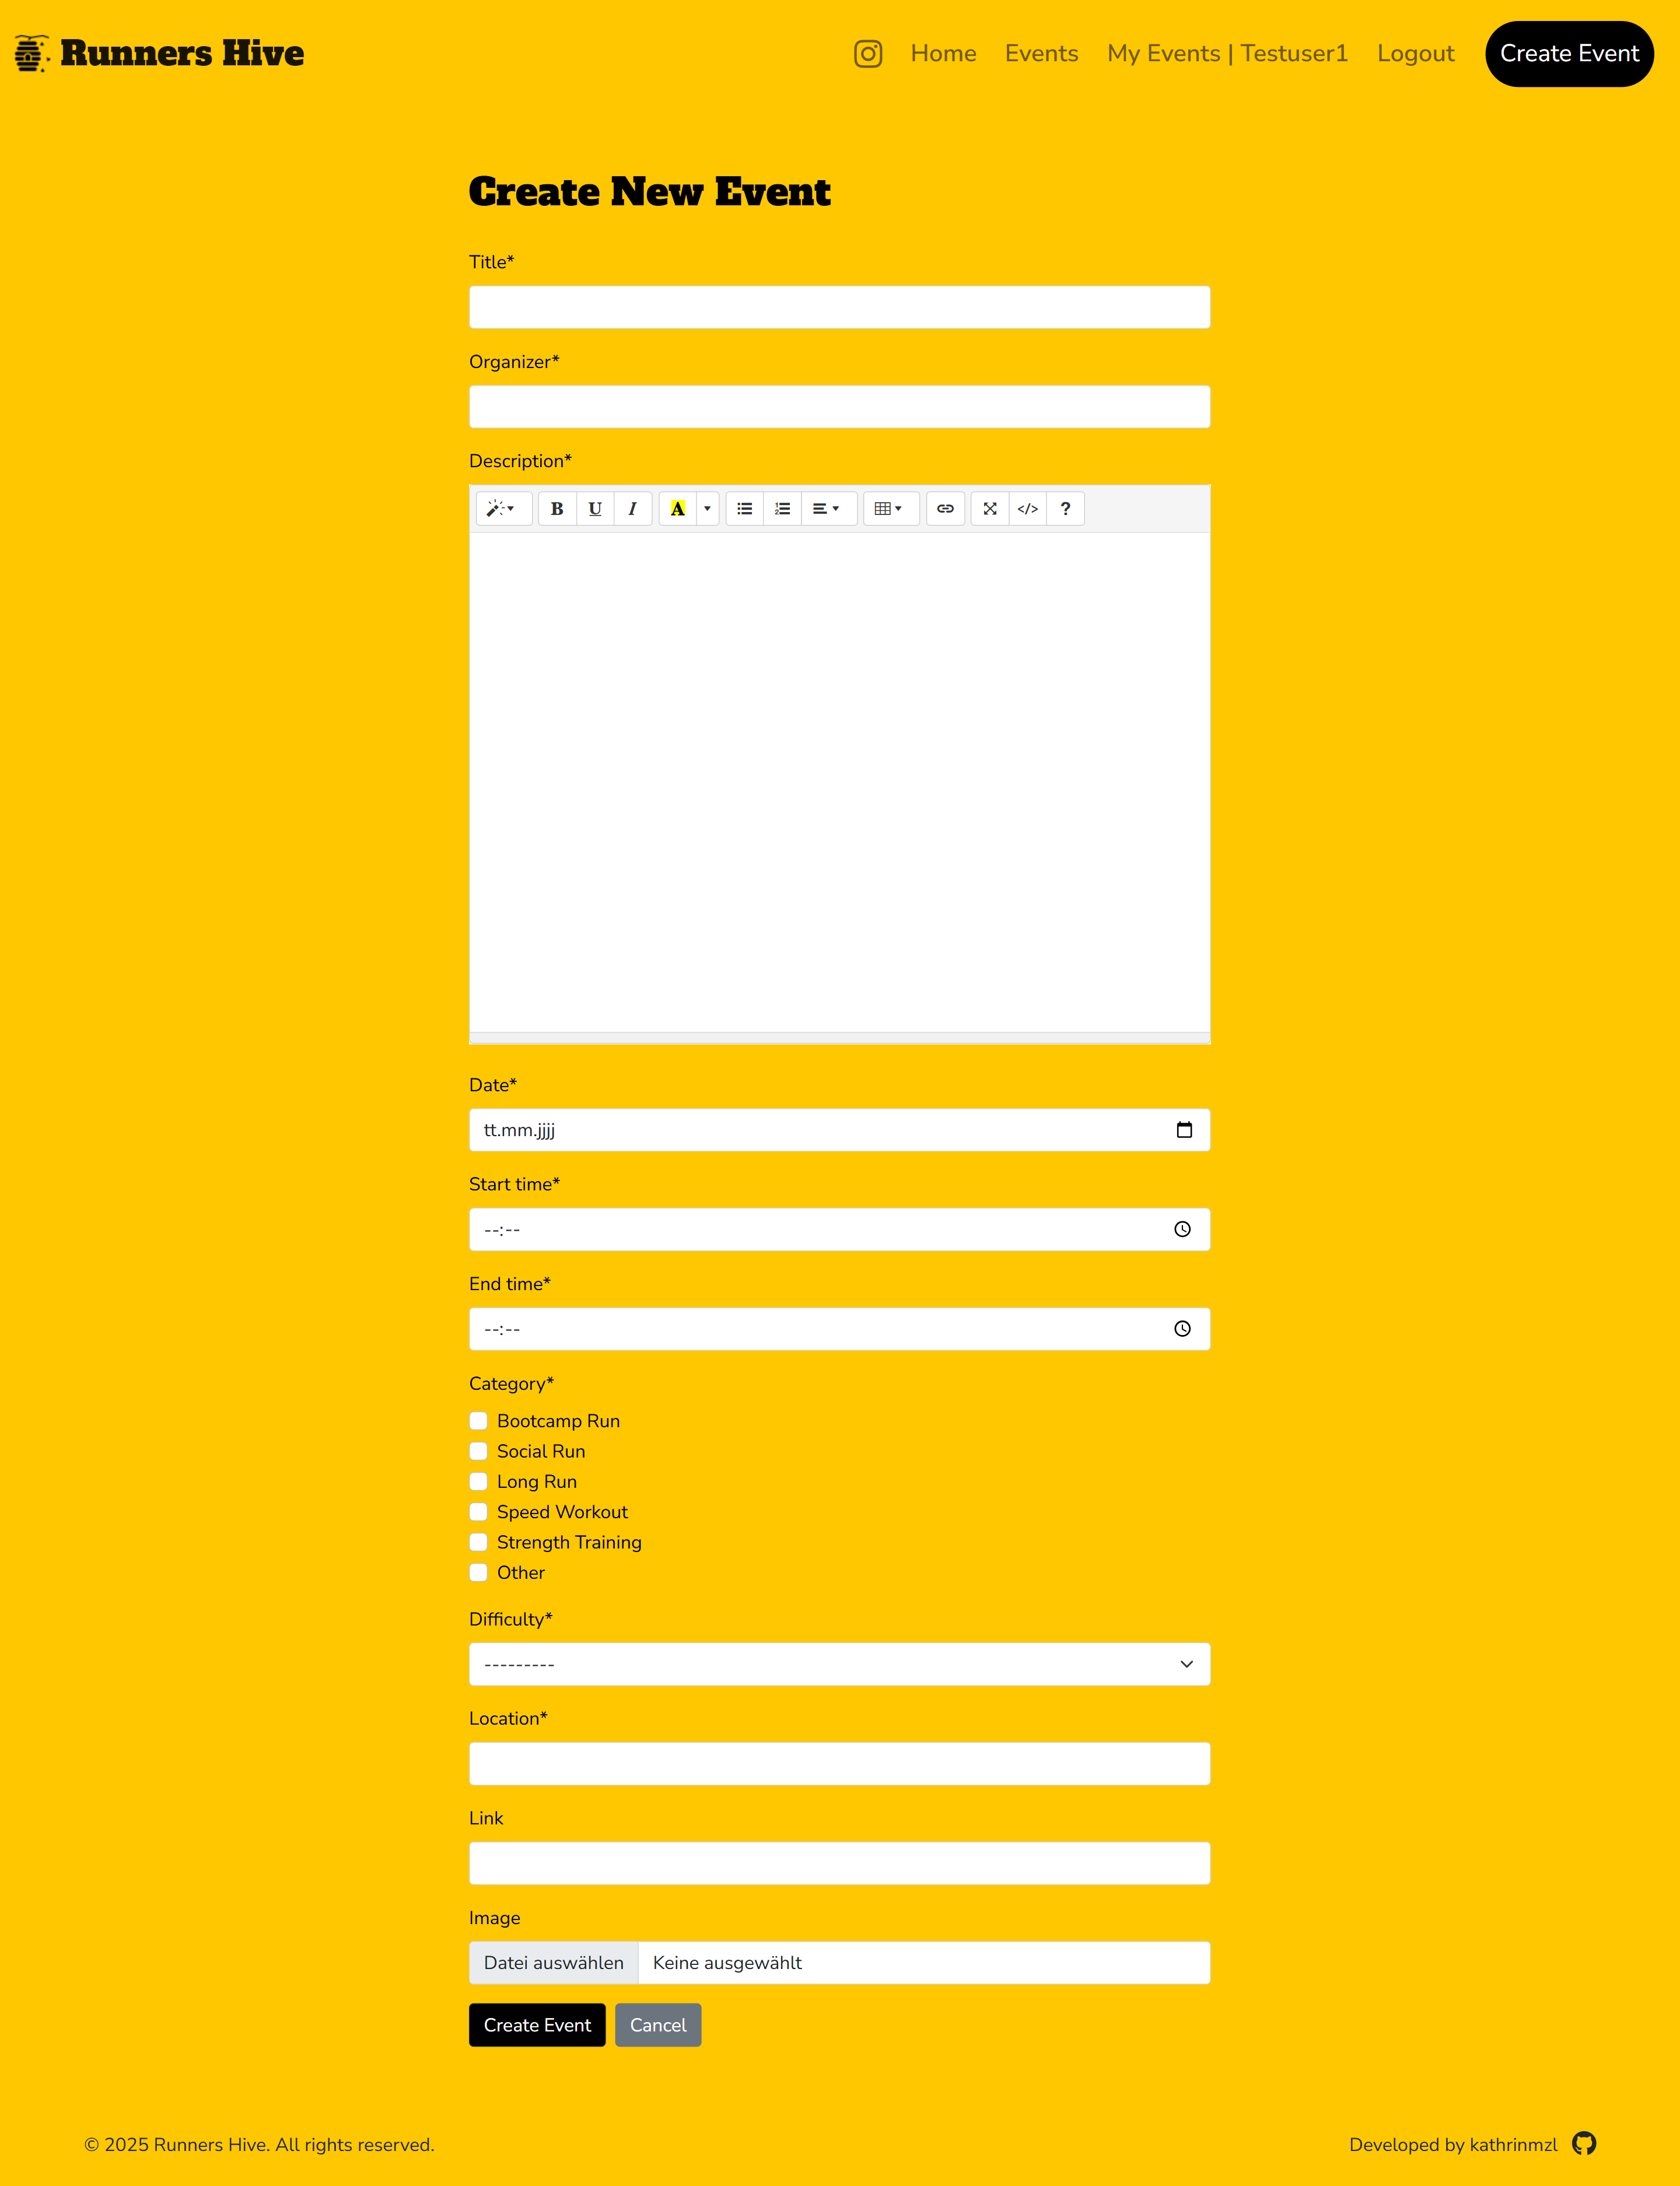 Runners Hive
Home Events My Events | Testuser1 Logout Create Event
Create New Event
Title*
Organizer*
Description*
B U I A </> ?
Date*
tt.mm.jjjj
Start time*
--:--
End time*
--:--
Category*
Bootcamp Run
Social Run
Long Run
Speed Workout
Strength Training
Other
Difficulty*
---------
Location*
Link
Image
Datei auswählen Keine ausgewählt
Create Event Cancel
© 2025 Runners Hive. All rights reserved. Developed by kathrinmzl